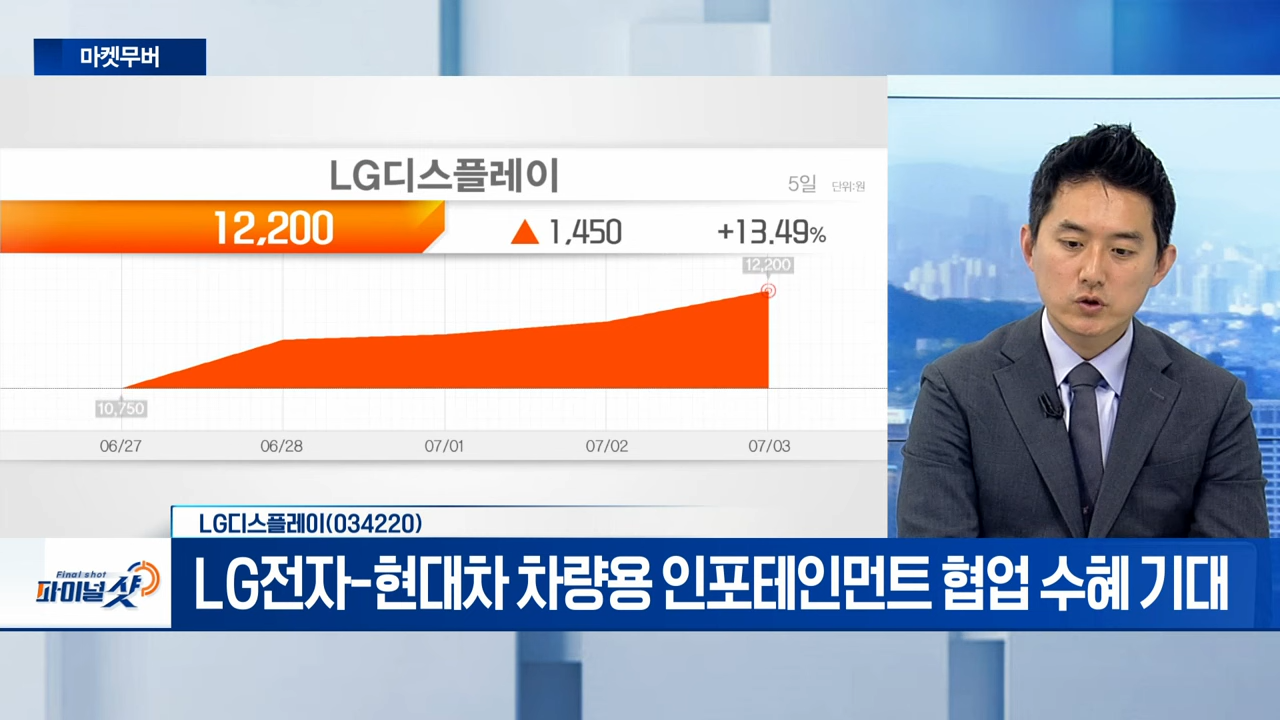 마켓무버
LG디스플레이
5일 단위:원
12,200 ▲ 1,450 +13.49%
12,200
10,750
06/27 06/28 07/01 07/02 07/03
LG디스플레이(034220)
Final shot
파이널샷
LG전자-현대차 차량용 인포테인먼트 협업 수혜 기대